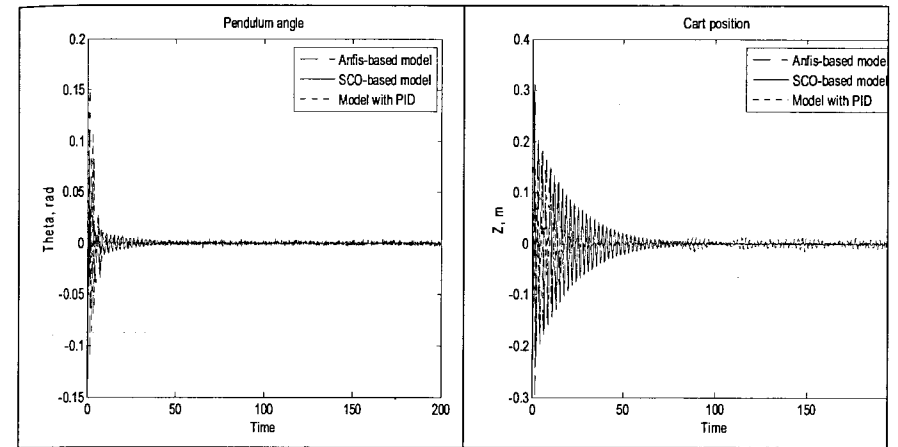 Pendulum angle
0.2
0.15
0.1
0.05
0
-0.05
-0.1
-0.15
Theta, rad
0
50
100
150
200
Time
Anfis-based model
SCO-based model
Model with PID
Cart position
0.4
0.3
0.2
0.1
0
-0.1
-0.2
-0.3
Z, m
0
50
100
150
Time
Anfis-based model
SCO-based model
Model with PID